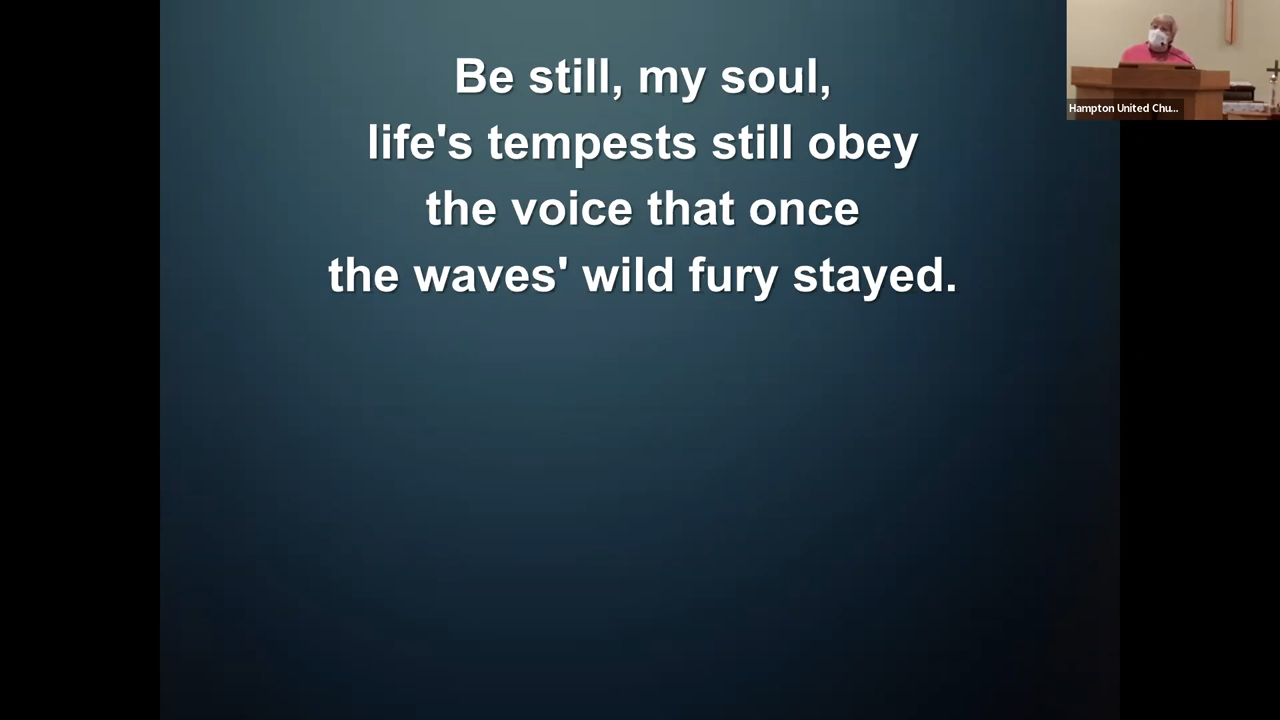 Be still, my soul,
life's tempests still obey
the voice that once
the waves' wild fury stayed.
Hampton United Chu...